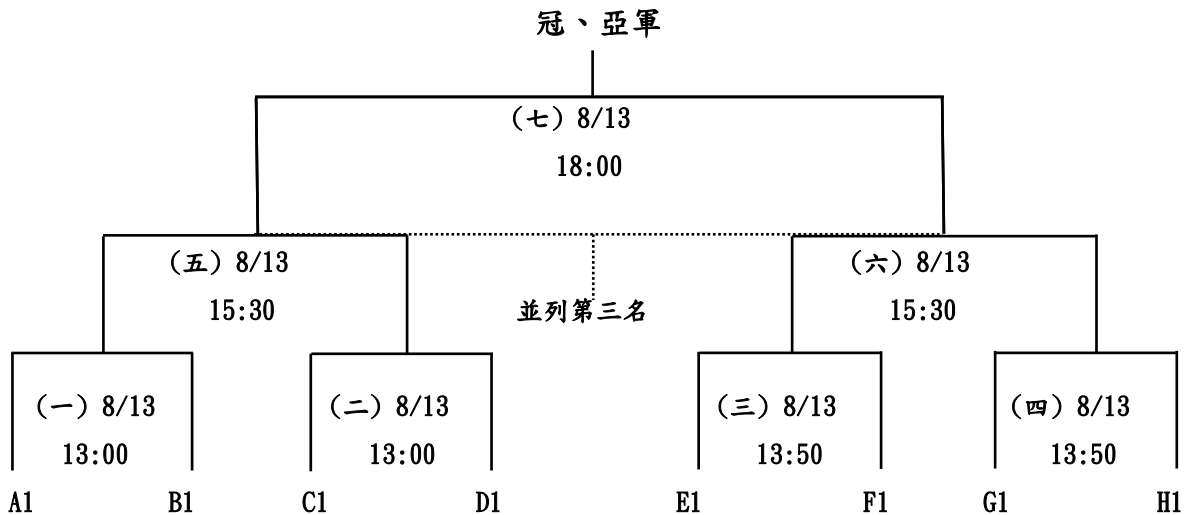 冠、亞軍
(七) 8/13
18:00
(五) 8/13
15:30
(六) 8/13
15:30
並列第三名
(一) 8/13
13:00
(二) 8/13
13:00
(三) 8/13
13:50
(四) 8/13
13:50
A1 B1 C1 D1 E1 F1 G1 H1